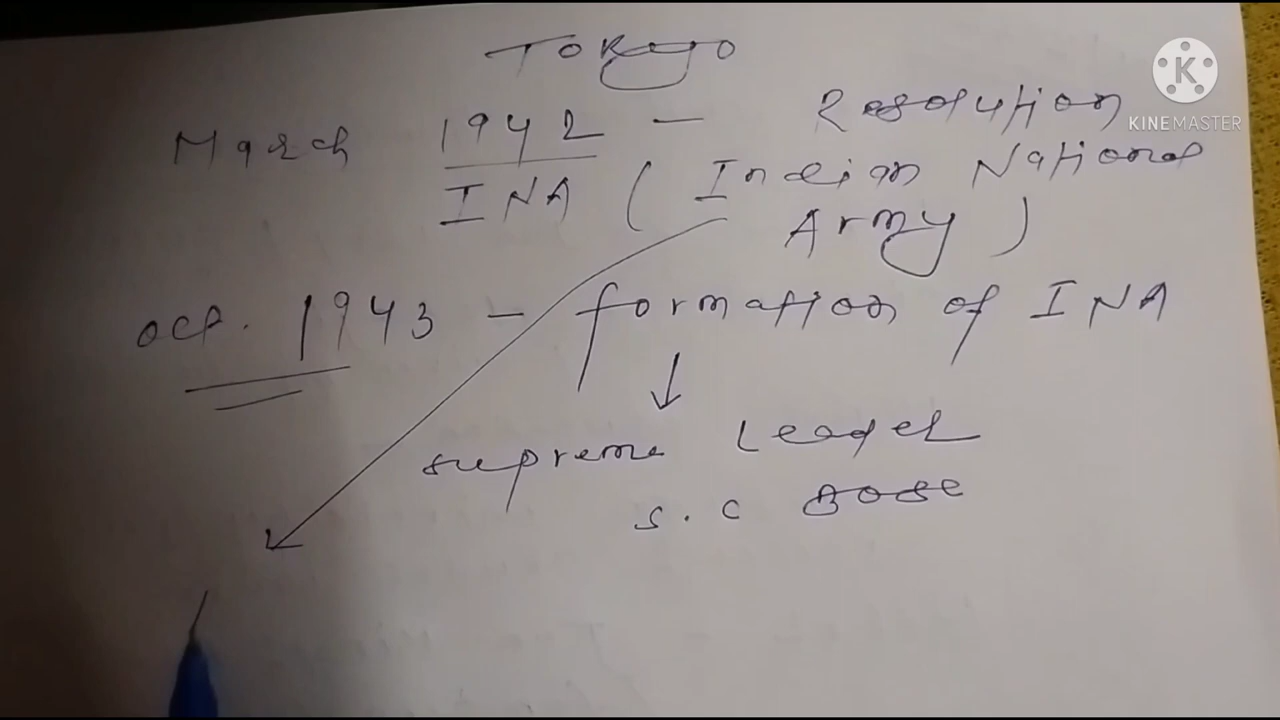 TOKyo
March 1942 - Resolution
INA (Indian National
Army)
oct. 1943 - formation of INA
supreme Leader
s.c Bose
KINEMASTER